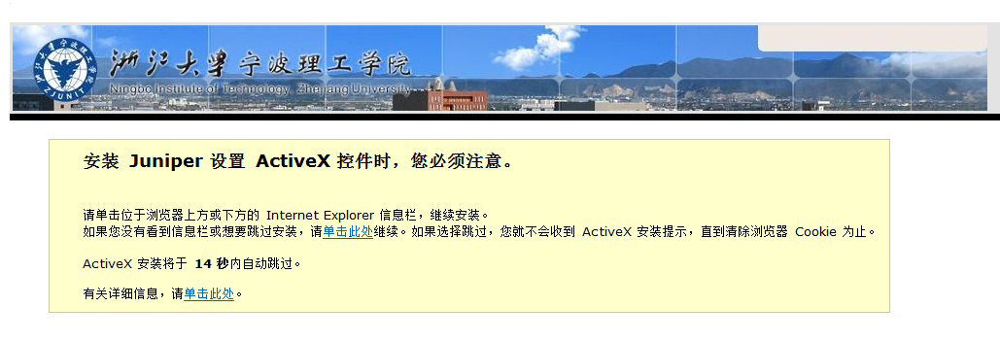 浙江大学宁波理工学院
Ningbo Institute of Technology, Zhejiang University
安装 Juniper 设置 ActiveX 控件时，您必须注意。
请单击位于浏览器上方或下方的 Internet Explorer 信息栏，继续安装。
如果您没有看到信息栏或想要跳过安装，请单击此处继续。如果选择跳过，您就不会收到 ActiveX 安装提示，直到清除浏览器 Cookie 为止。
ActiveX 安装将于 14 秒内自动跳过。
有关详细信息，请单击此处。